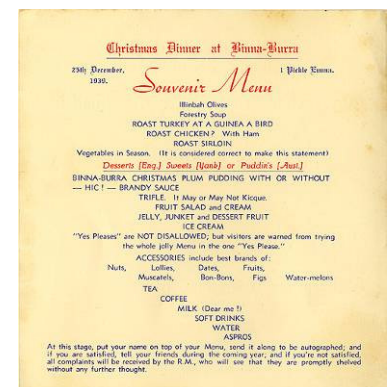 Christmas Dinner at Binna-Burra
25th December, 1939.
1 Pickle Emma.
Souvenir Menu
Illinbah Olives
Forestry Soup
ROAST TURKEY AT A GUINEA A BIRD
ROAST CHICKEN? With Ham
ROAST SIRLOIN
Vegetables in Season. (It is considered correct to make this statement)
Desserts [Eng.] Sweets [Yank] or Puddin's [Aust.]
BINNA-BURRA CHRISTMAS PLUM PUDDING WITH OR WITHOUT
— HIC! — BRANDY SAUCE
TRIFLE. It May or May Not Kicque.
FRUIT SALAD and CREAM
JELLY, JUNKET and DESSERT FRUIT
ICE CREAM
"Yes Pleases" are NOT DISALLOWED; but visitors are warned from trying
the whole jolly Menu in the one "Yes Please."
ACCESSORIES include best brands of:
Nuts, Lollies, Dates, Fruits,
Muscatels, Bon-Bons, Figs Water-melons
TEA
COFFEE
MILK (Dear me!)
SOFT DRINKS
WATER
ASPROS
At this stage, put your name on top of your Menu, send it along to be autographed; and
if you are satisfied, tell your friends during the coming year; and if you're not satisfied,
all complaints will be received by the R.M., who will see that they are promptly shelved
without any further thought.